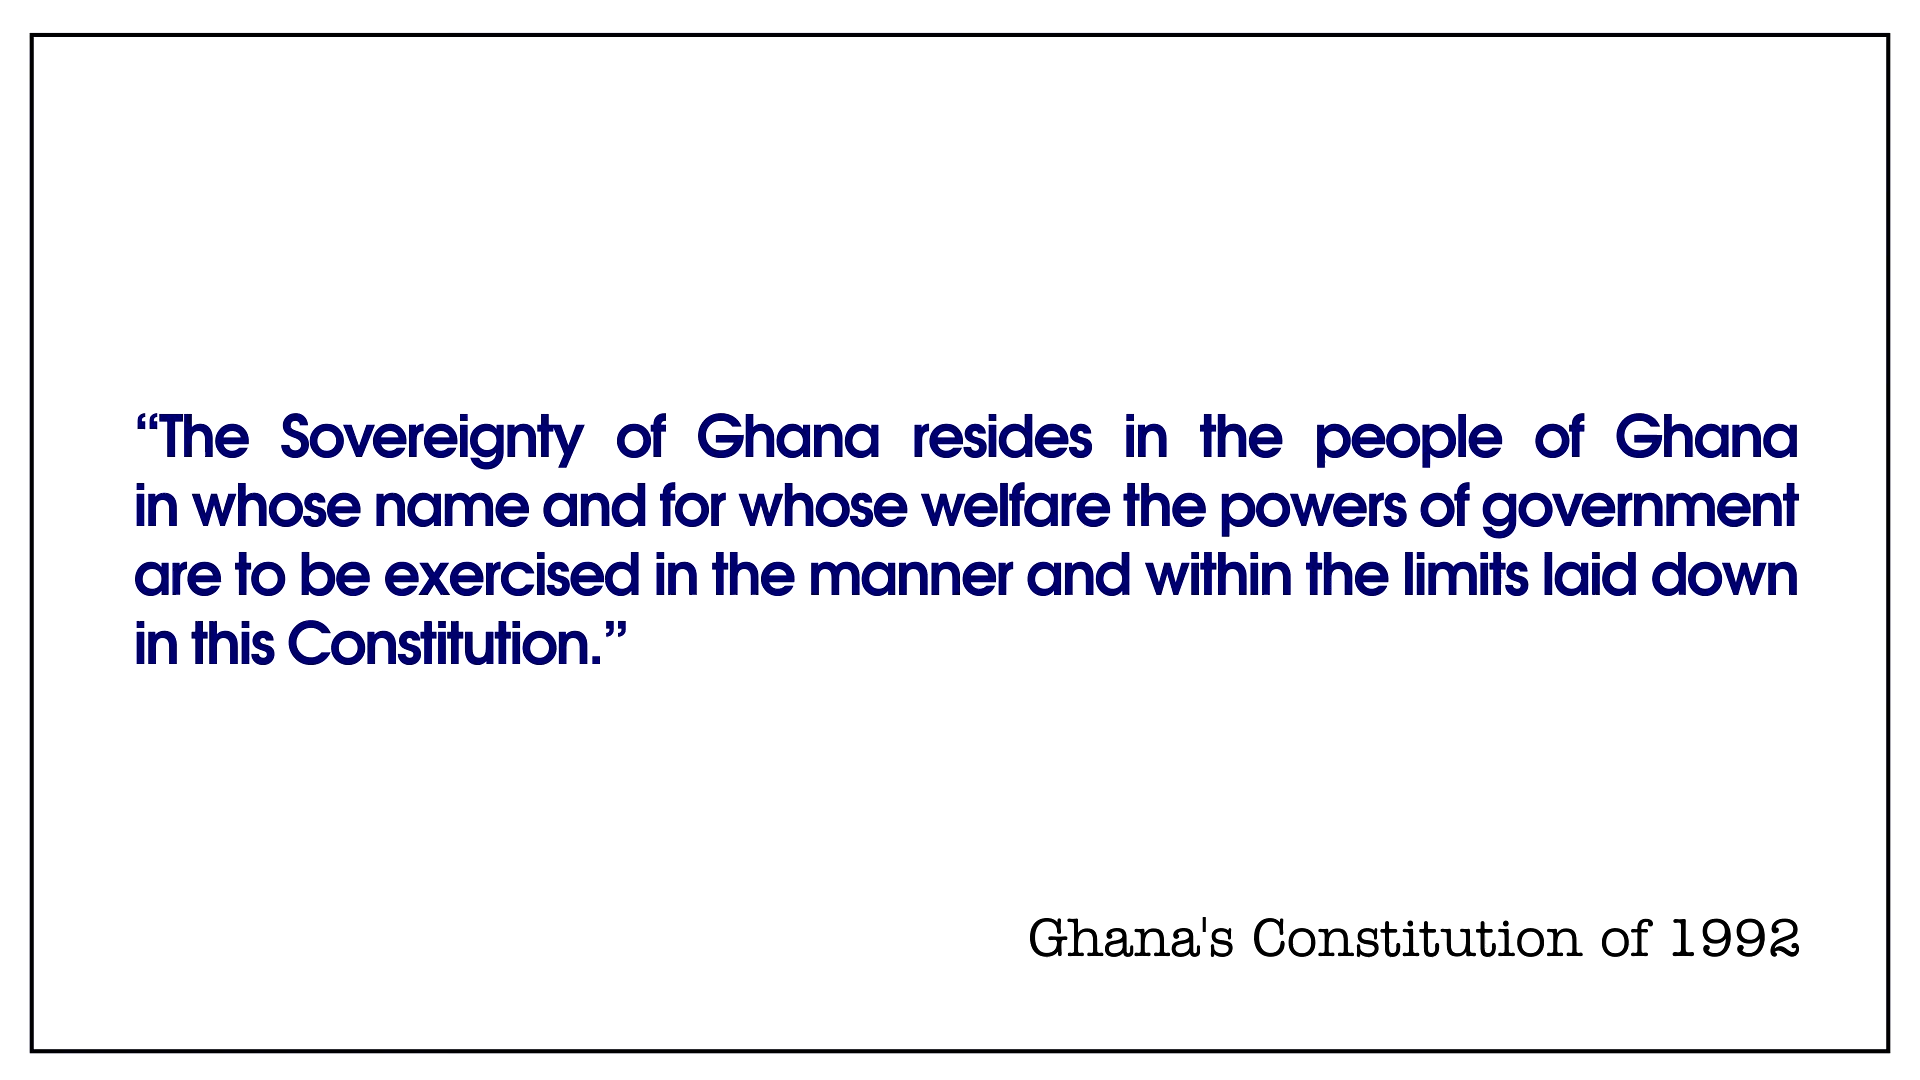 “The Sovereignty of Ghana resides in the people of Ghana
in whose name and for whose welfare the powers of government
are to be exercised in the manner and within the limits laid down
in this Constitution.”
Ghana's Constitution of 1992